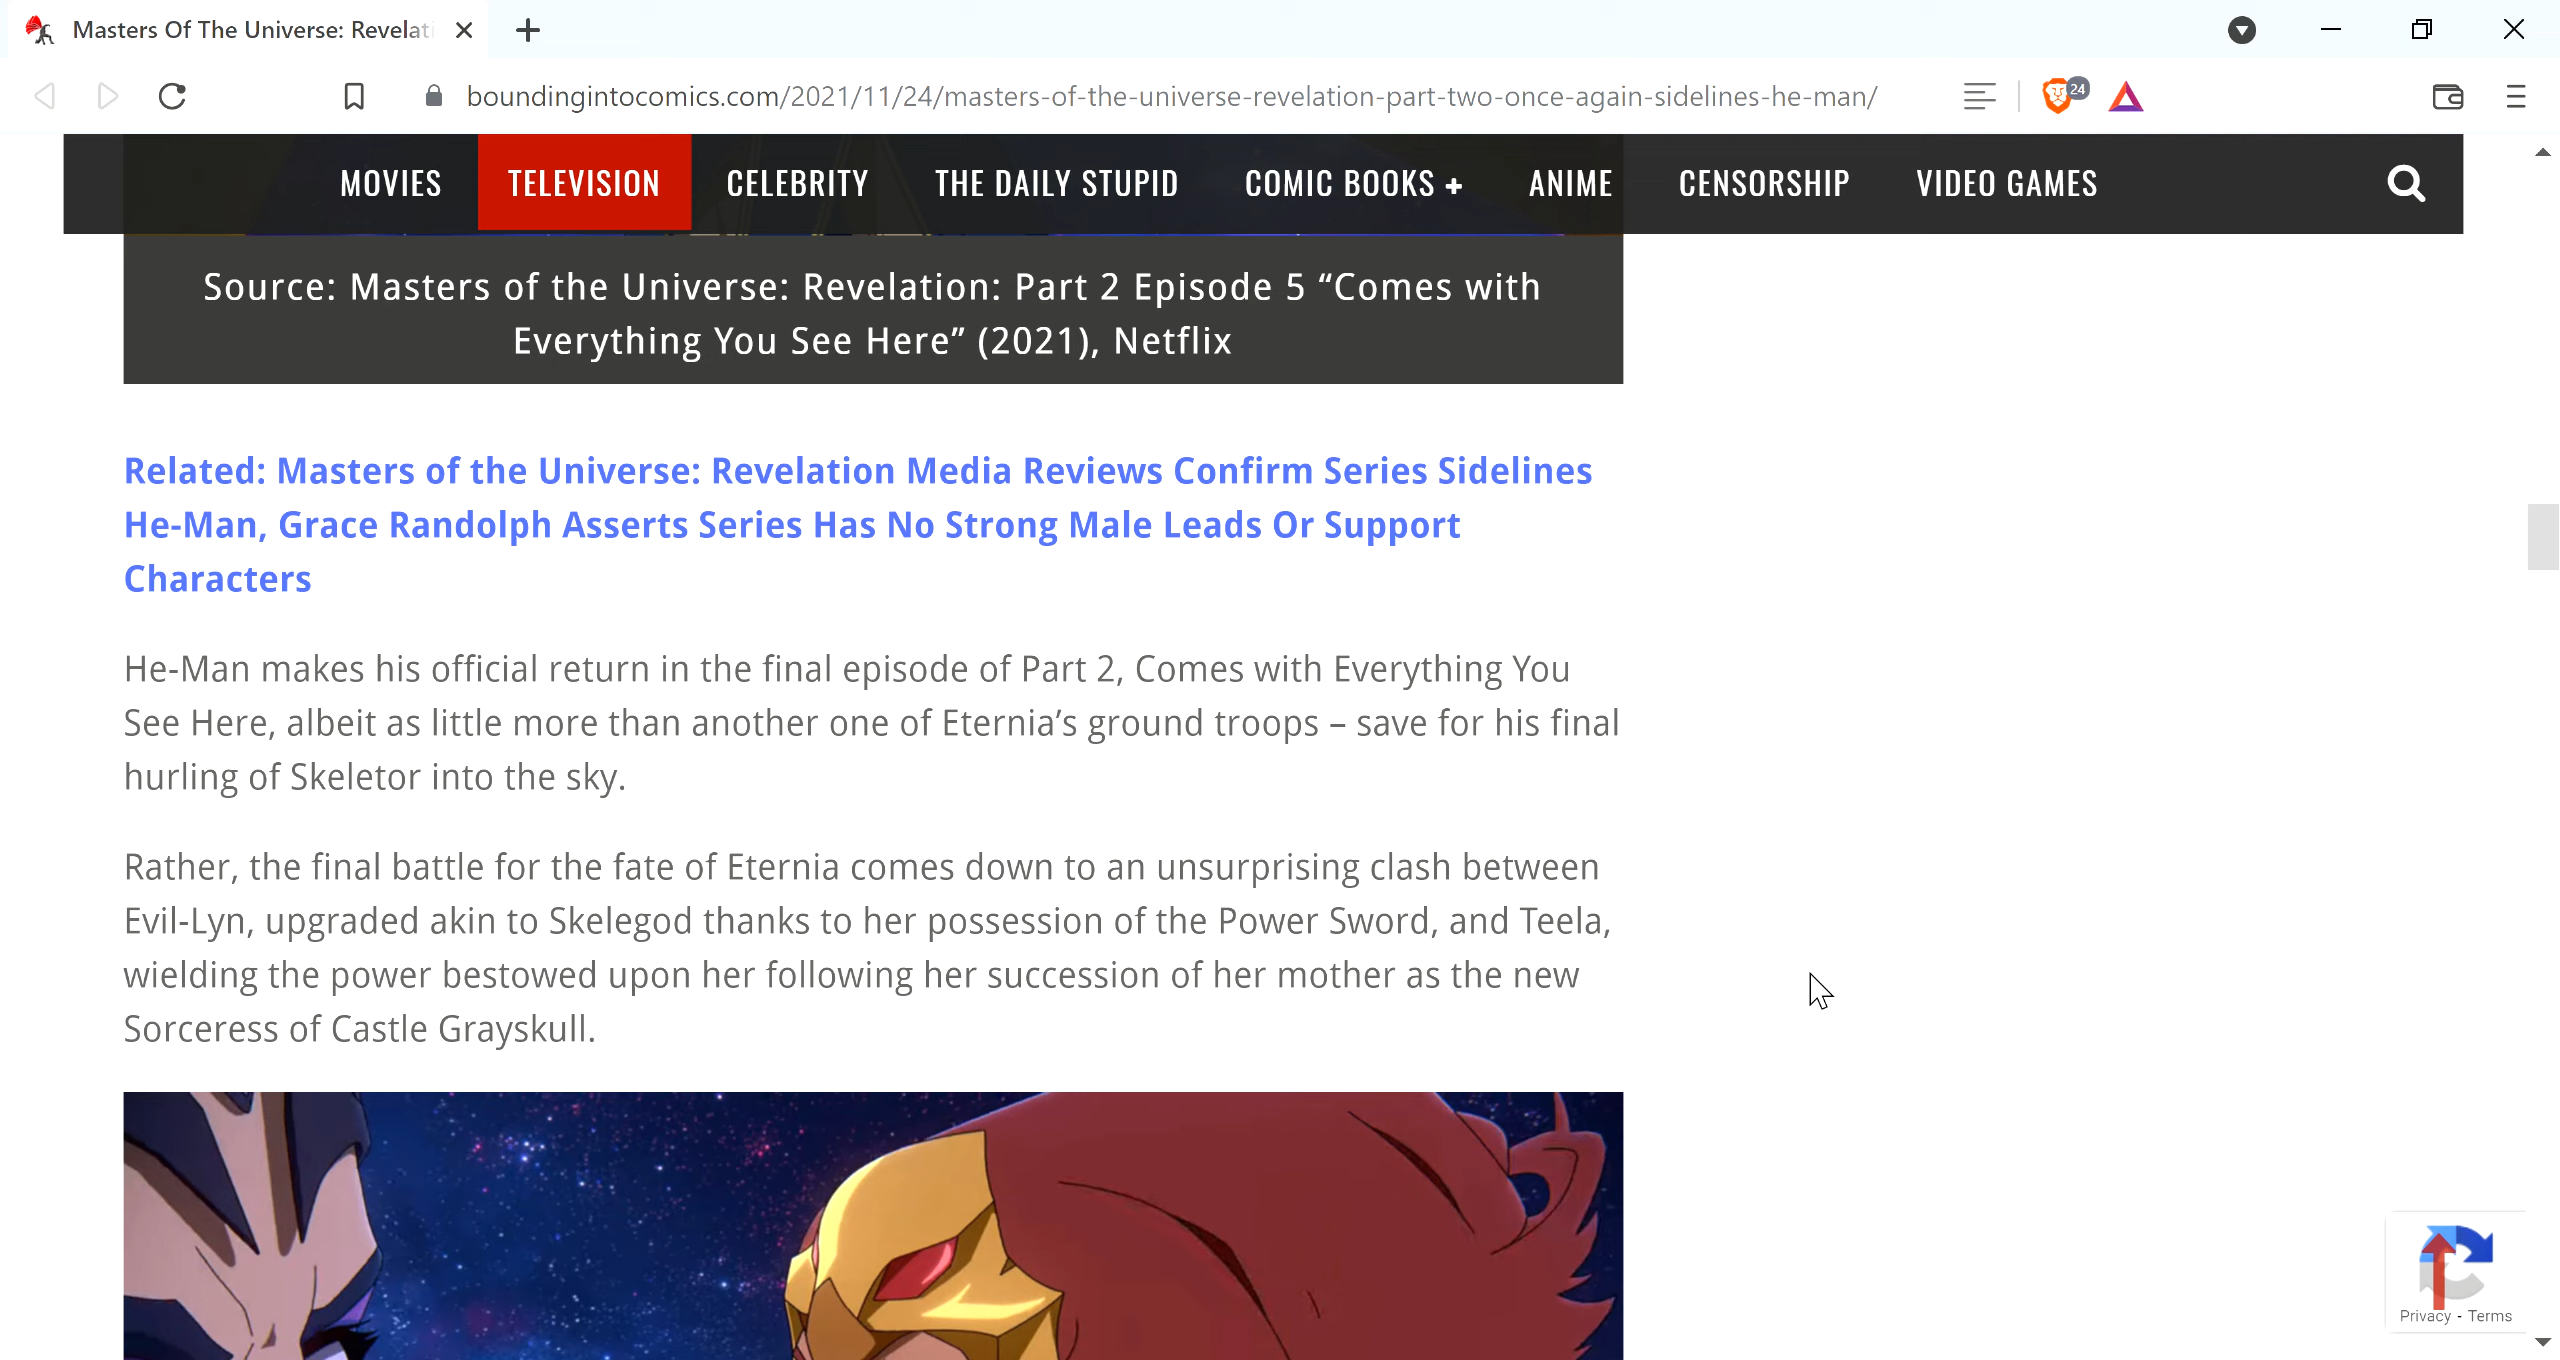 Masters Of The Universe: Revelati
boundingintocomics.com/2021/11/24/masters-of-the-universe-revelation-part-two-once-again-sidelines-he-man/
24
MOVIES TELEVISION CELEBRITY THE DAILY STUPID COMIC BOOKS + ANIME CENSORSHIP VIDEO GAMES
Source: Masters of the Universe: Revelation: Part 2 Episode 5 “Comes with
Everything You See Here” (2021), Netflix
Related: Masters of the Universe: Revelation Media Reviews Confirm Series Sidelines
He-Man, Grace Randolph Asserts Series Has No Strong Male Leads Or Support
Characters
He-Man makes his official return in the final episode of Part 2, Comes with Everything You
See Here, albeit as little more than another one of Eternia’s ground troops – save for his final
hurling of Skeletor into the sky.
Rather, the final battle for the fate of Eternia comes down to an unsurprising clash between
Evil-Lyn, upgraded akin to Skelegod thanks to her possession of the Power Sword, and Teela,
wielding the power bestowed upon her following her succession of her mother as the new
Sorceress of Castle Grayskull.
Privacy - Terms